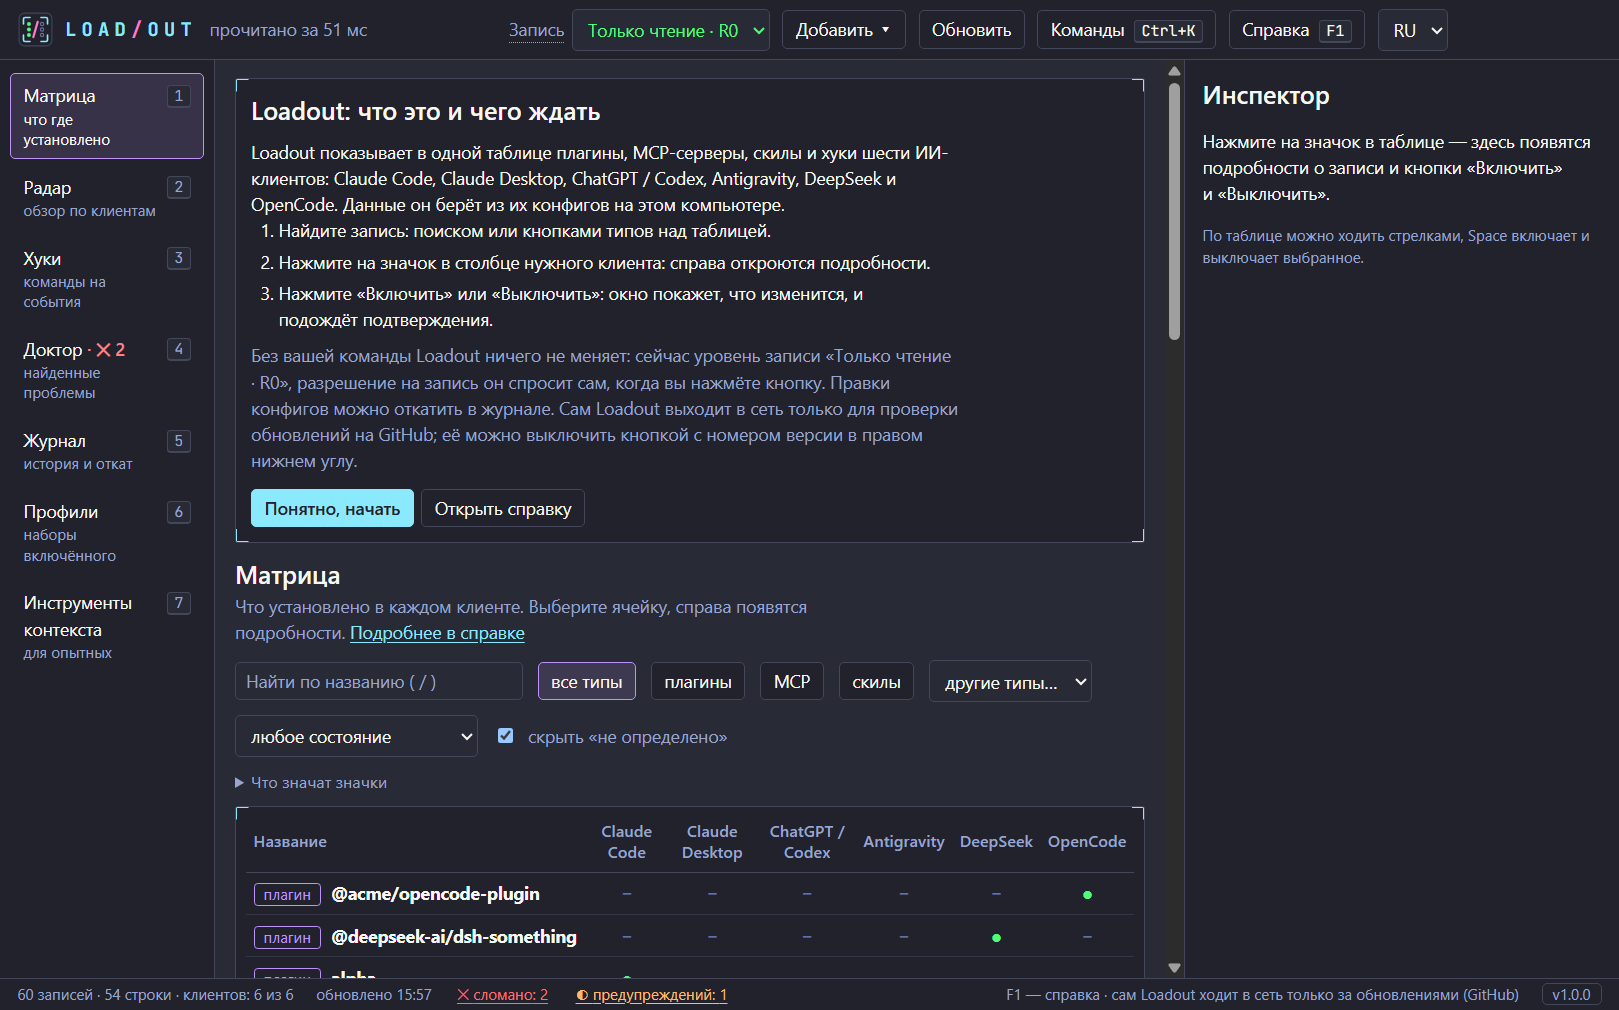 LOAD/OUT прочитано за 51 мс Запись Только чтение · R0 Добавить Обновить Команды Ctrl+K Справка F1 RU
Матрица 1
что где
установлено
Радар 2
обзор по клиентам
Хуки 3
команды на
события
Доктор · ✕ 2 4
найденные
проблемы
Журнал 5
история и откат
Профили 6
наборы
включённого
Инструменты 7
контекста
для опытных
Loadout: что это и чего ждать
Loadout показывает в одной таблице плагины, MCP-серверы, скилы и хуки шести ИИ-
клиентов: Claude Code, Claude Desktop, ChatGPT / Codex, Antigravity, DeepSeek и
OpenCode. Данные он берёт из их конфигов на этом компьютере.
1. Найдите запись: поиском или кнопками типов над таблицей.
2. Нажмите на значок в столбце нужного клиента: справа откроются подробности.
3. Нажмите «Включить» или «Выключить»: окно покажет, что изменится, и
подождёт подтверждения.
Без вашей команды Loadout ничего не меняет: сейчас уровень записи «Только чтение
· R0», разрешение на запись он спросит сам, когда вы нажмёте кнопку. Правки
конфигов можно откатить в журнале. Сам Loadout выходит в сеть только для проверки
обновлений на GitHub; её можно выключить кнопкой с номером версии в правом
нижнем углу.
Понятно, начать Открыть справку
Матрица
Что установлено в каждом клиенте. Выберите ячейку, справа появятся
подробности. Подробнее в справке
Найти по названию ( / ) все типы плагины MCP скилы другие типы...
любое состояние скрыть «не определено»
Что значат значки
Название Claude Code Claude Desktop ChatGPT / Codex Antigravity DeepSeek OpenCode
плагин @acme/opencode-plugin – – – – – ●
плагин @deepseek-ai/dsh-something – – – – ● –
плагин alpha
Инспектор
Нажмите на значок в таблице — здесь появятся
подробности о записи и кнопки «Включить»
и «Выключить».
По таблице можно ходить стрелками, Space включает и
выключает выбранное.
60 записей · 54 строки · клиентов: 6 из 6 обновлено 15:57 ✕ сломано: 2 ◐ предупреждений: 1 F1 — справка · сам Loadout ходит в сеть только за обновлениями (GitHub) v1.0.0